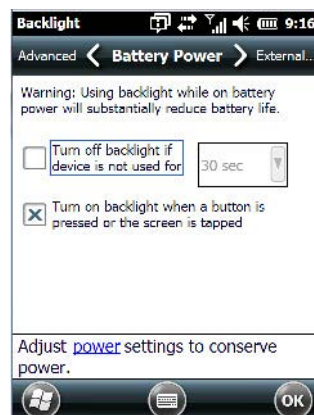 Backlight 9:16
Advanced Battery Power External...
Warning: Using backlight while on battery
power will substantially reduce battery life.
Turn off backlight if
device is not used for
30 sec
Turn on backlight when a button is
pressed or the screen is tapped
Adjust power settings to conserve
power.
OK